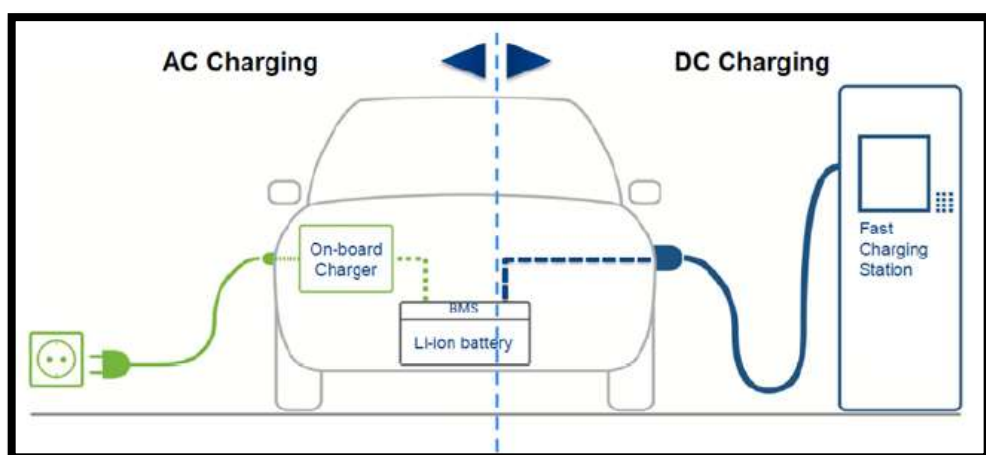 AC Charging
DC Charging
On-board
Charger
BMS
Li-ion battery
Fast
Charging
Station